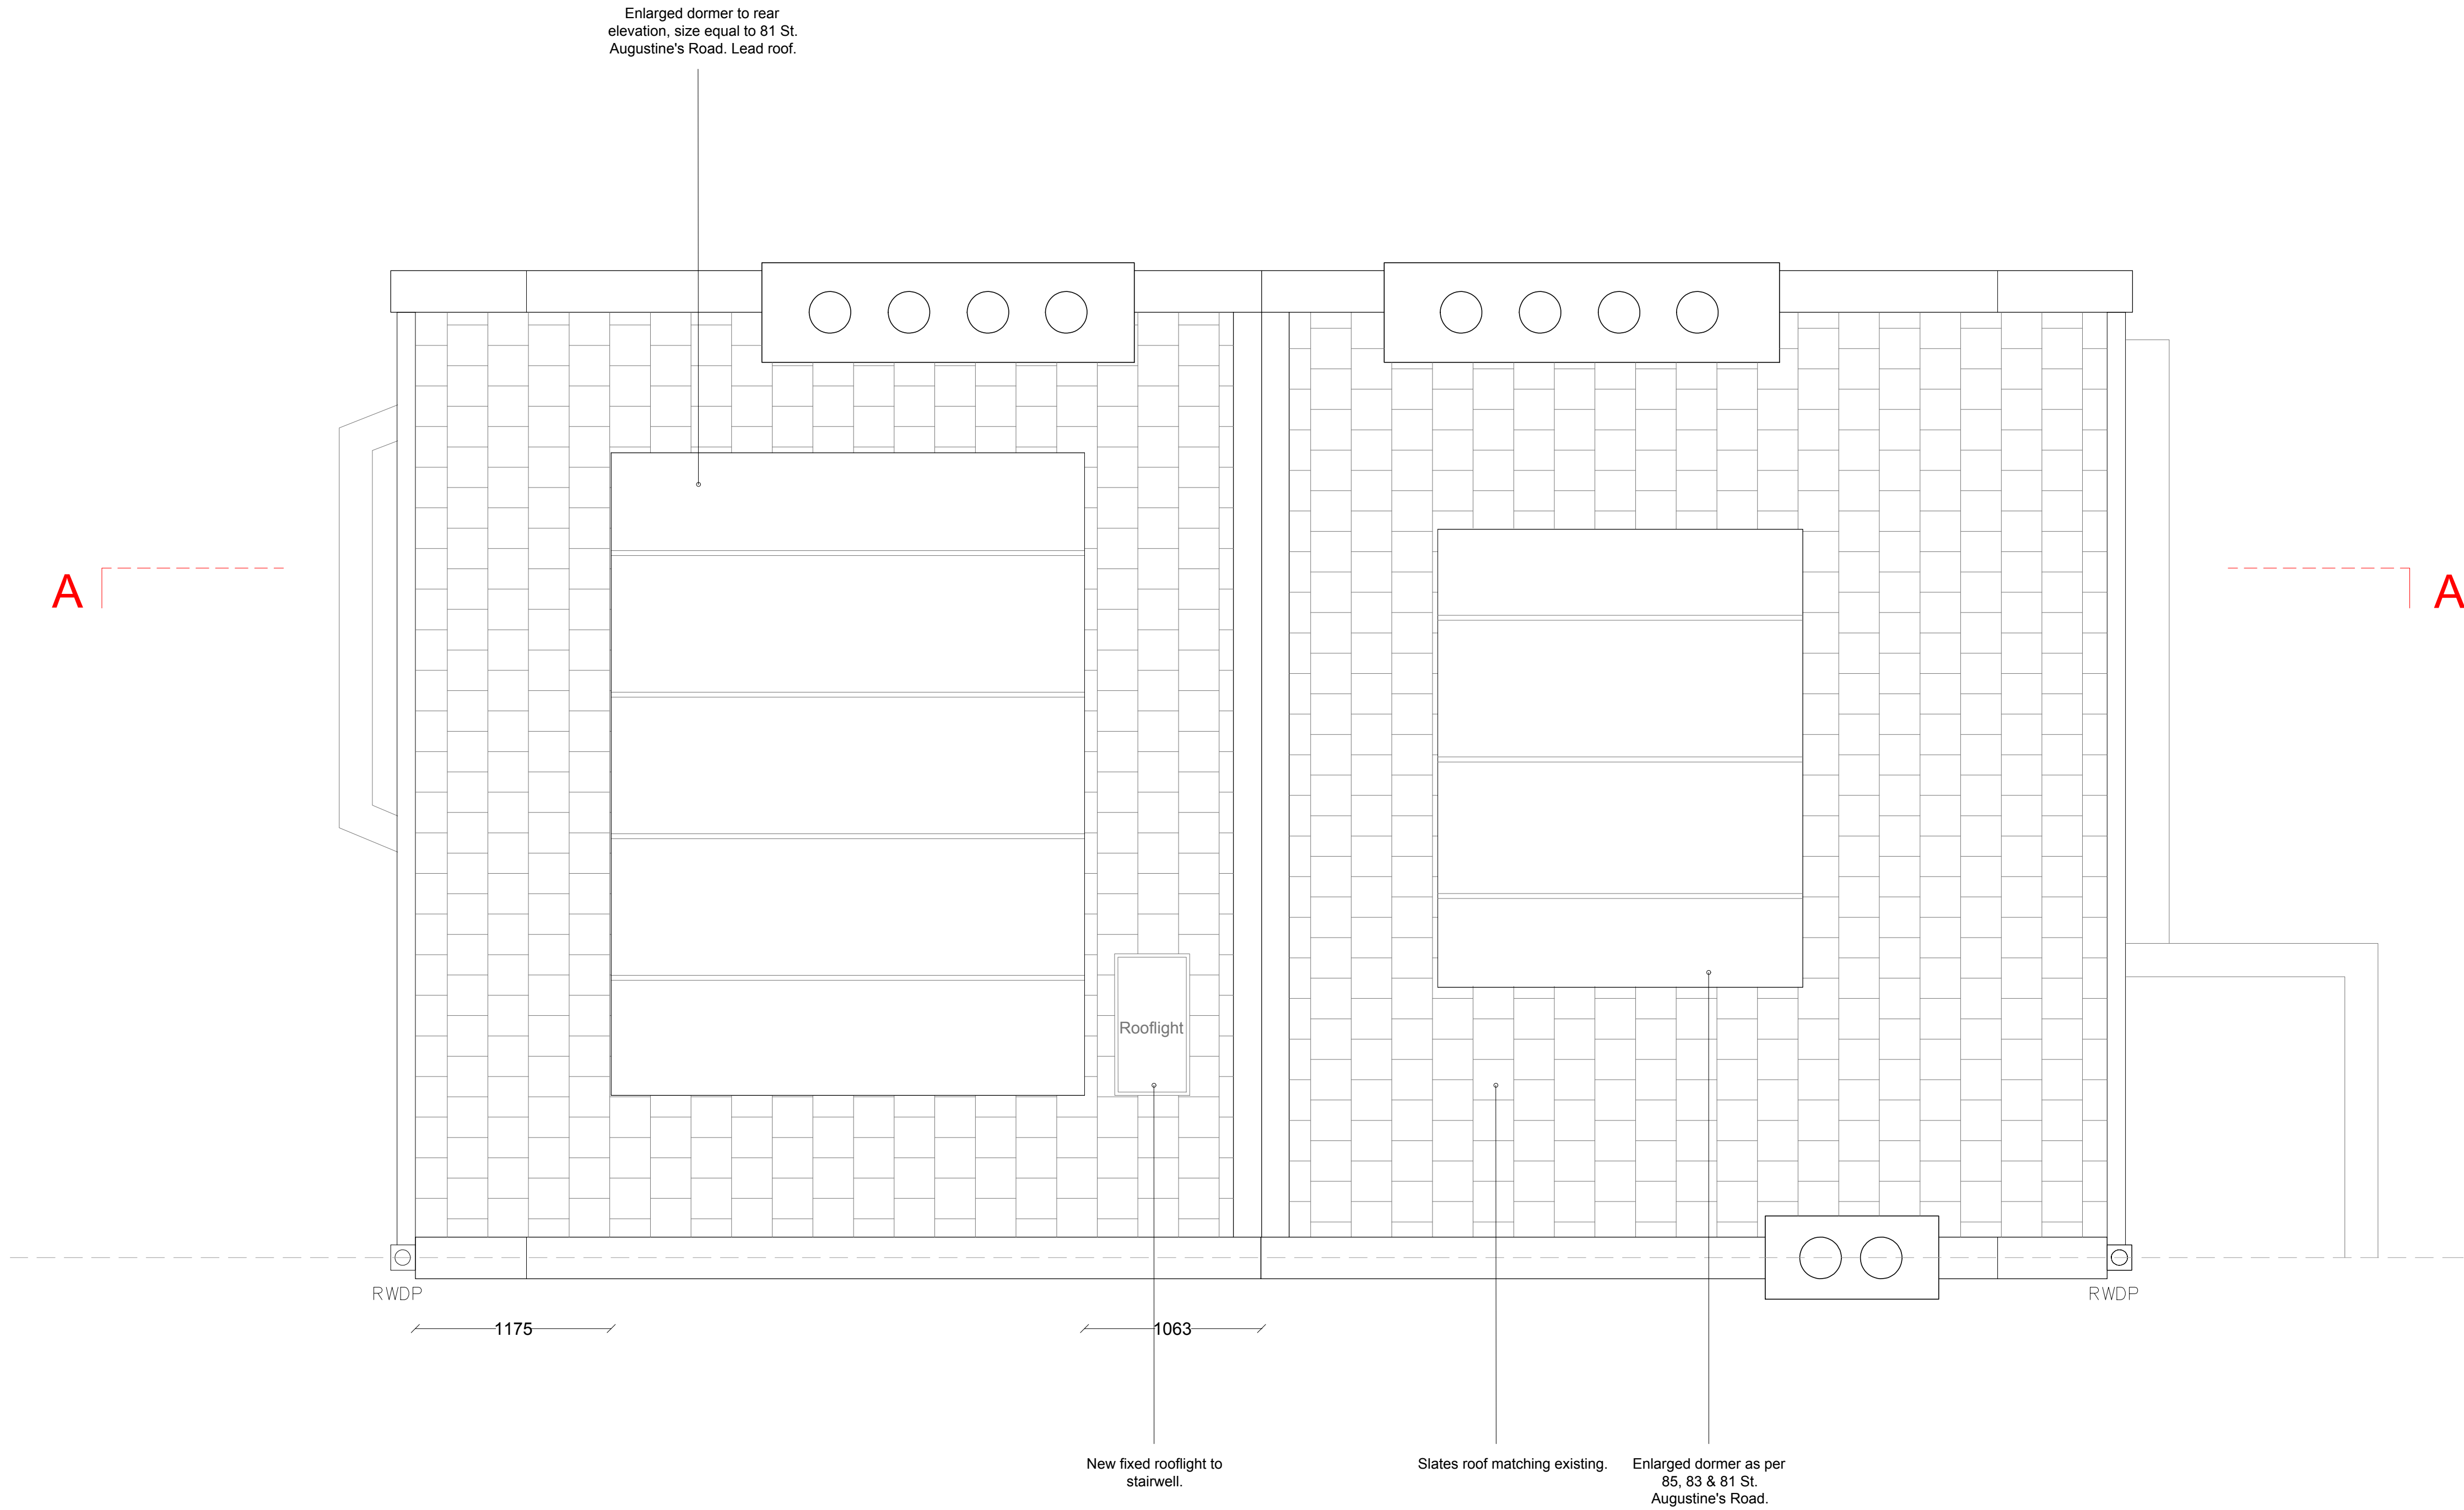 Enlarged dormer to rear
elevation, size equal to 81 St.
Augustine's Road. Lead roof.
A
A
Rooflight
RWDP
RWDP
1175
1063
New fixed rooflight to
stairwell.
Slates roof matching existing.
Enlarged dormer as per
85, 83 & 81 St.
Augustine's Road.